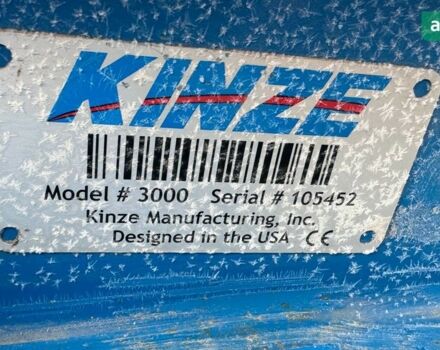 KINZE
Model # 3000 Serial # 105452
Kinze Manufacturing, Inc.
Designed in the USA CE